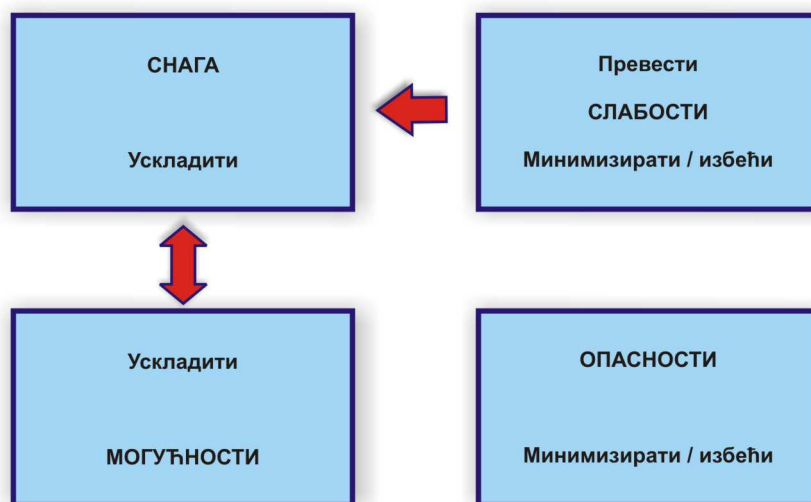 СНАГА
Ускладити
Превести
СЛАБОСТИ
Минимизирати / избећи
Ускладити
МОГУЋНОСТИ
ОПАСНОСТИ
Минимизирати / избећи